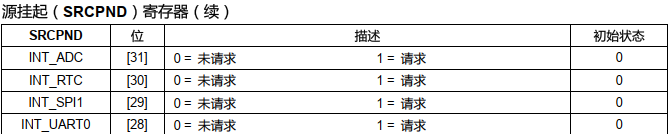 源挂起（SRCPND）寄存器（续）
SRCPND 位 描述 初始状态
INT_ADC [31] 0 = 未请求 1 = 请求 0
INT_RTC [30] 0 = 未请求 1 = 请求 0
INT_SPI1 [29] 0 = 未请求 1 = 请求 0
INT_UART0 [28] 0 = 未请求 1 = 请求 0